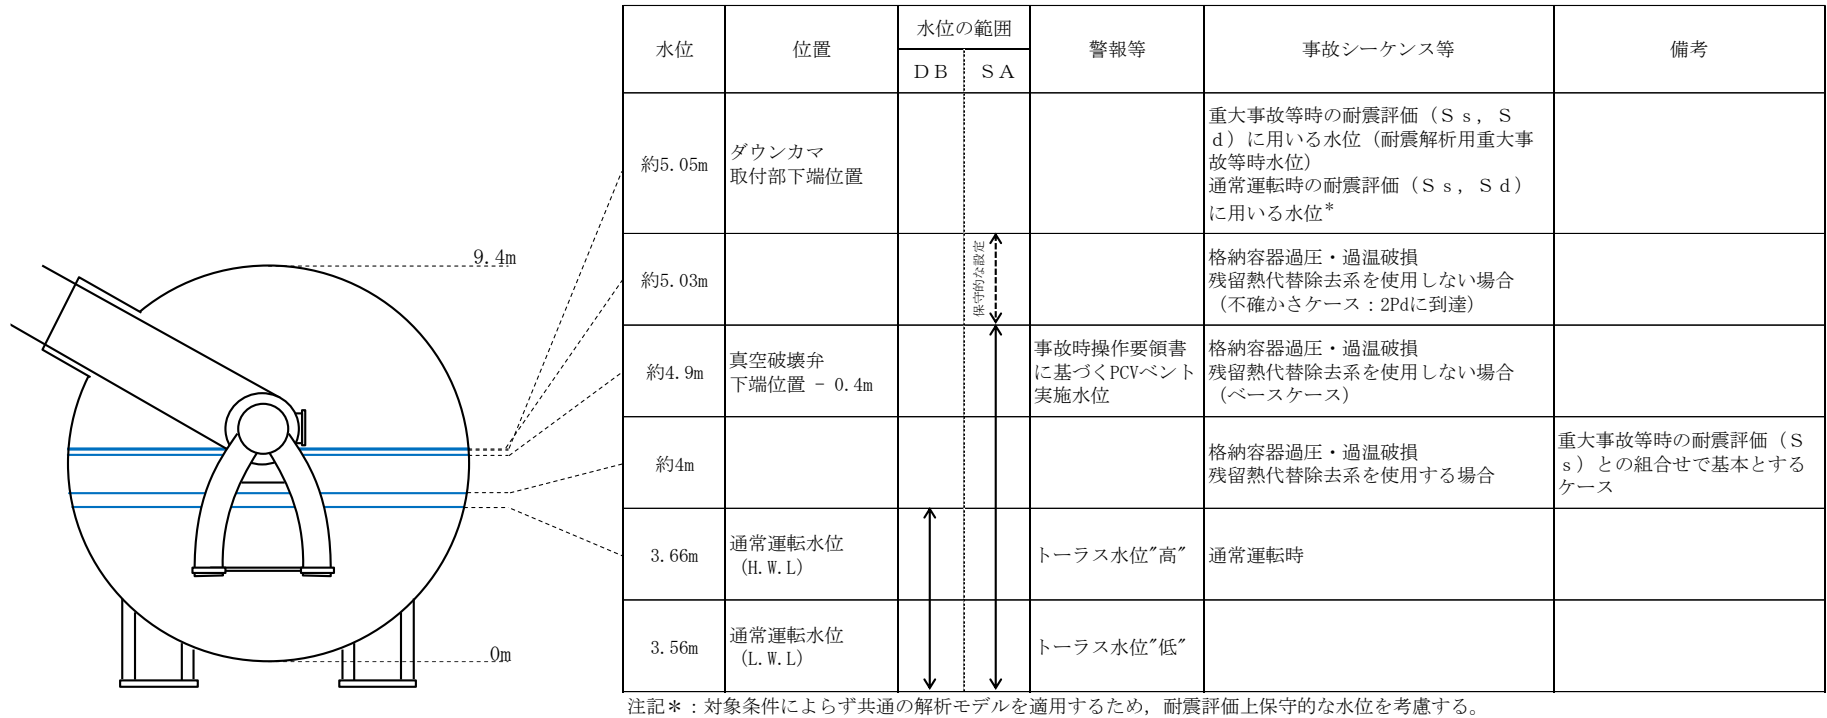 9.4m
0m
水位
位置
水位の範囲
ＤＢ
ＳＡ
警報等
事故シーケンス等
備考
約5.05m
ダウンカマ
取付部下端位置
重大事故等時の耐震評価（Ｓｓ，Ｓ
ｄ）に用いる水位（耐震解析用重大事
故等時水位）
通常運転時の耐震評価（Ｓｓ，Ｓｄ）
に用いる水位*
約5.03m
保守的な設定
格納容器過圧・過温破損
残留熱代替除去系を使用しない場合
（不確かさケース：2Pdに到達）
約4.9m
真空破壊弁
下端位置 － 0.4m
事故時操作要領書
に基づくPCVベント
実施水位
格納容器過圧・過温破損
残留熱代替除去系を使用しない場合
（ベースケース）
約4m
格納容器過圧・過温破損
残留熱代替除去系を使用する場合
重大事故等時の耐震評価（Ｓ
ｓ）との組合せで基本とする
ケース
3.66m
通常運転水位
（H.W.L）
トーラス水位″高″
通常運転時
3.56m
通常運転水位
（L.W.L）
トーラス水位″低″
注記＊：対象条件によらず共通の解析モデルを適用するため，耐震評価上保守的な水位を考慮する。